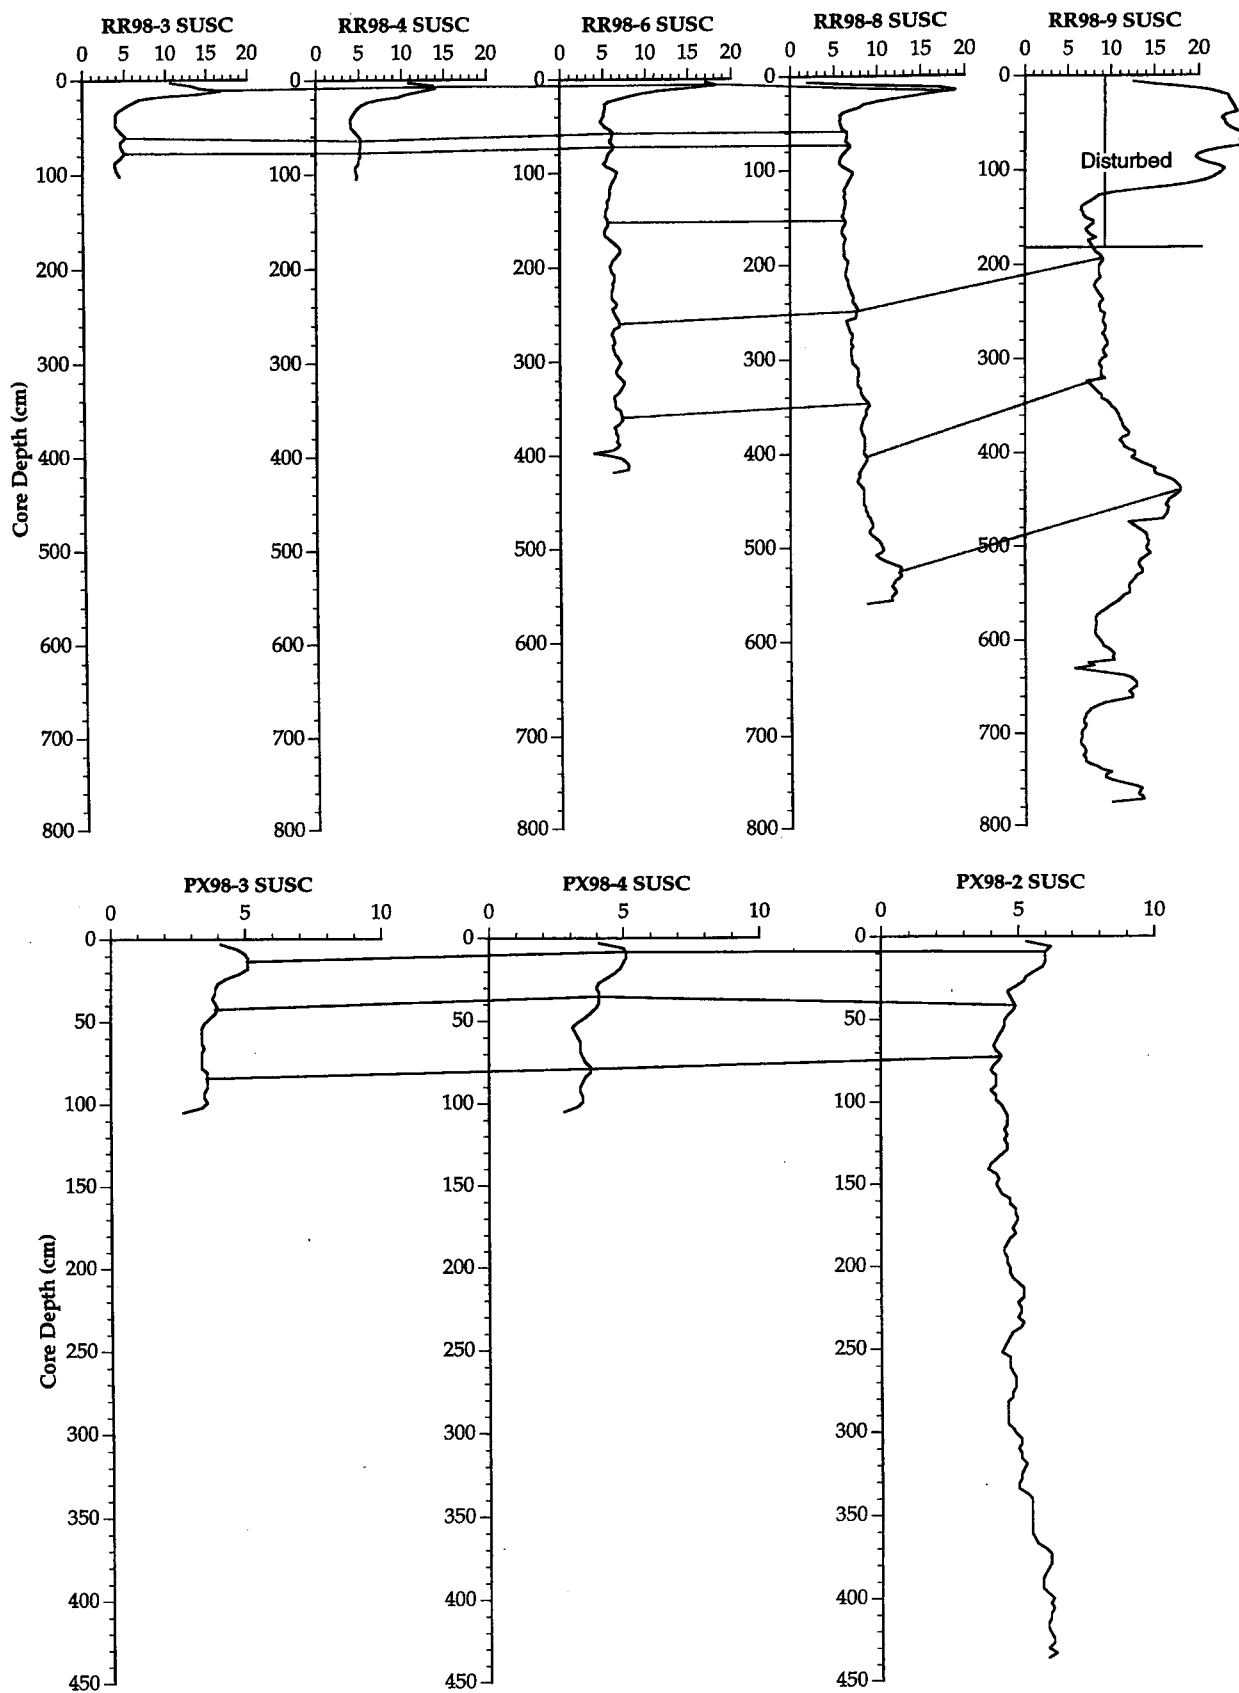 RR98-3 SUSC RR98-4 SUSC RR98-6 SUSC RR98-8 SUSC RR98-9 SUSC
0 5 10 15 20 0 5 10 15 20 0 5 10 15 20 0 5 10 15 20 0 5 10 15 20
0 0 0 0 0
Disturbed
100 100 100 100 100
200 200 200 200 200
300 300 300 300 300
Core Depth (cm)
400 400 400 400 400
500 500 500 500 500
600 600 600 600 600
700 700 700 700 700
800 800 800 800 800
PX98-3 SUSC PX98-4 SUSC PX98-2 SUSC
0 5 10 0 5 10 0 5 10
0 0 0
50 50 50
100 100 100
150 150 150
200 200 200
Core Depth (cm)
250 250 250
300 300 300
350 350 350
400 400 400
450 450 450